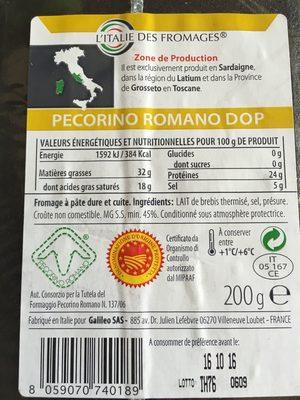 L'ITALIE DES FROMAGES®
Zone de Production
Il est exclusivement produit en Sardaigne,
dans la région du Latium et dans la Province
de Grosseto en Toscane.
PECORINO ROMANO DOP
VALEURS ÉNERGÉTIQUES ET NUTRITIONNELLES POUR 100 g DE PRODUIT
Energie 1592 kJ / 384 Kcal Glucides 0 g
dont sucres 0 g
Matières grasses 32 g Protéines 24 g
dont acides gras saturés 18 g Sel 5 g
Fromage à pâte dure et cuite. Ingrédients: LAIT de brebis thermisé, sel, présure.
Croûte non comestible. MG S.S. min. 45%. Conditionné sous atmosphère protectrice.
Certificato da
Organismo di
Controllo
autorizzato
dal MIPAAF
À conserver
entre
+1°C/+6°C
IT
05 167
CE
Aut. Consorzio per la Tutela del
Formaggio Pecorino Romano N. 137/06
200 g e
Fabriqué en Italie pour Galileo SAS - 885 av. Dr. Julien Lefebvre 06270 Villeneuve Loubet - FRANCE
A consommer de préférence avant le:
16 10 16
LOTTO TH76 0609
8 059070 740189